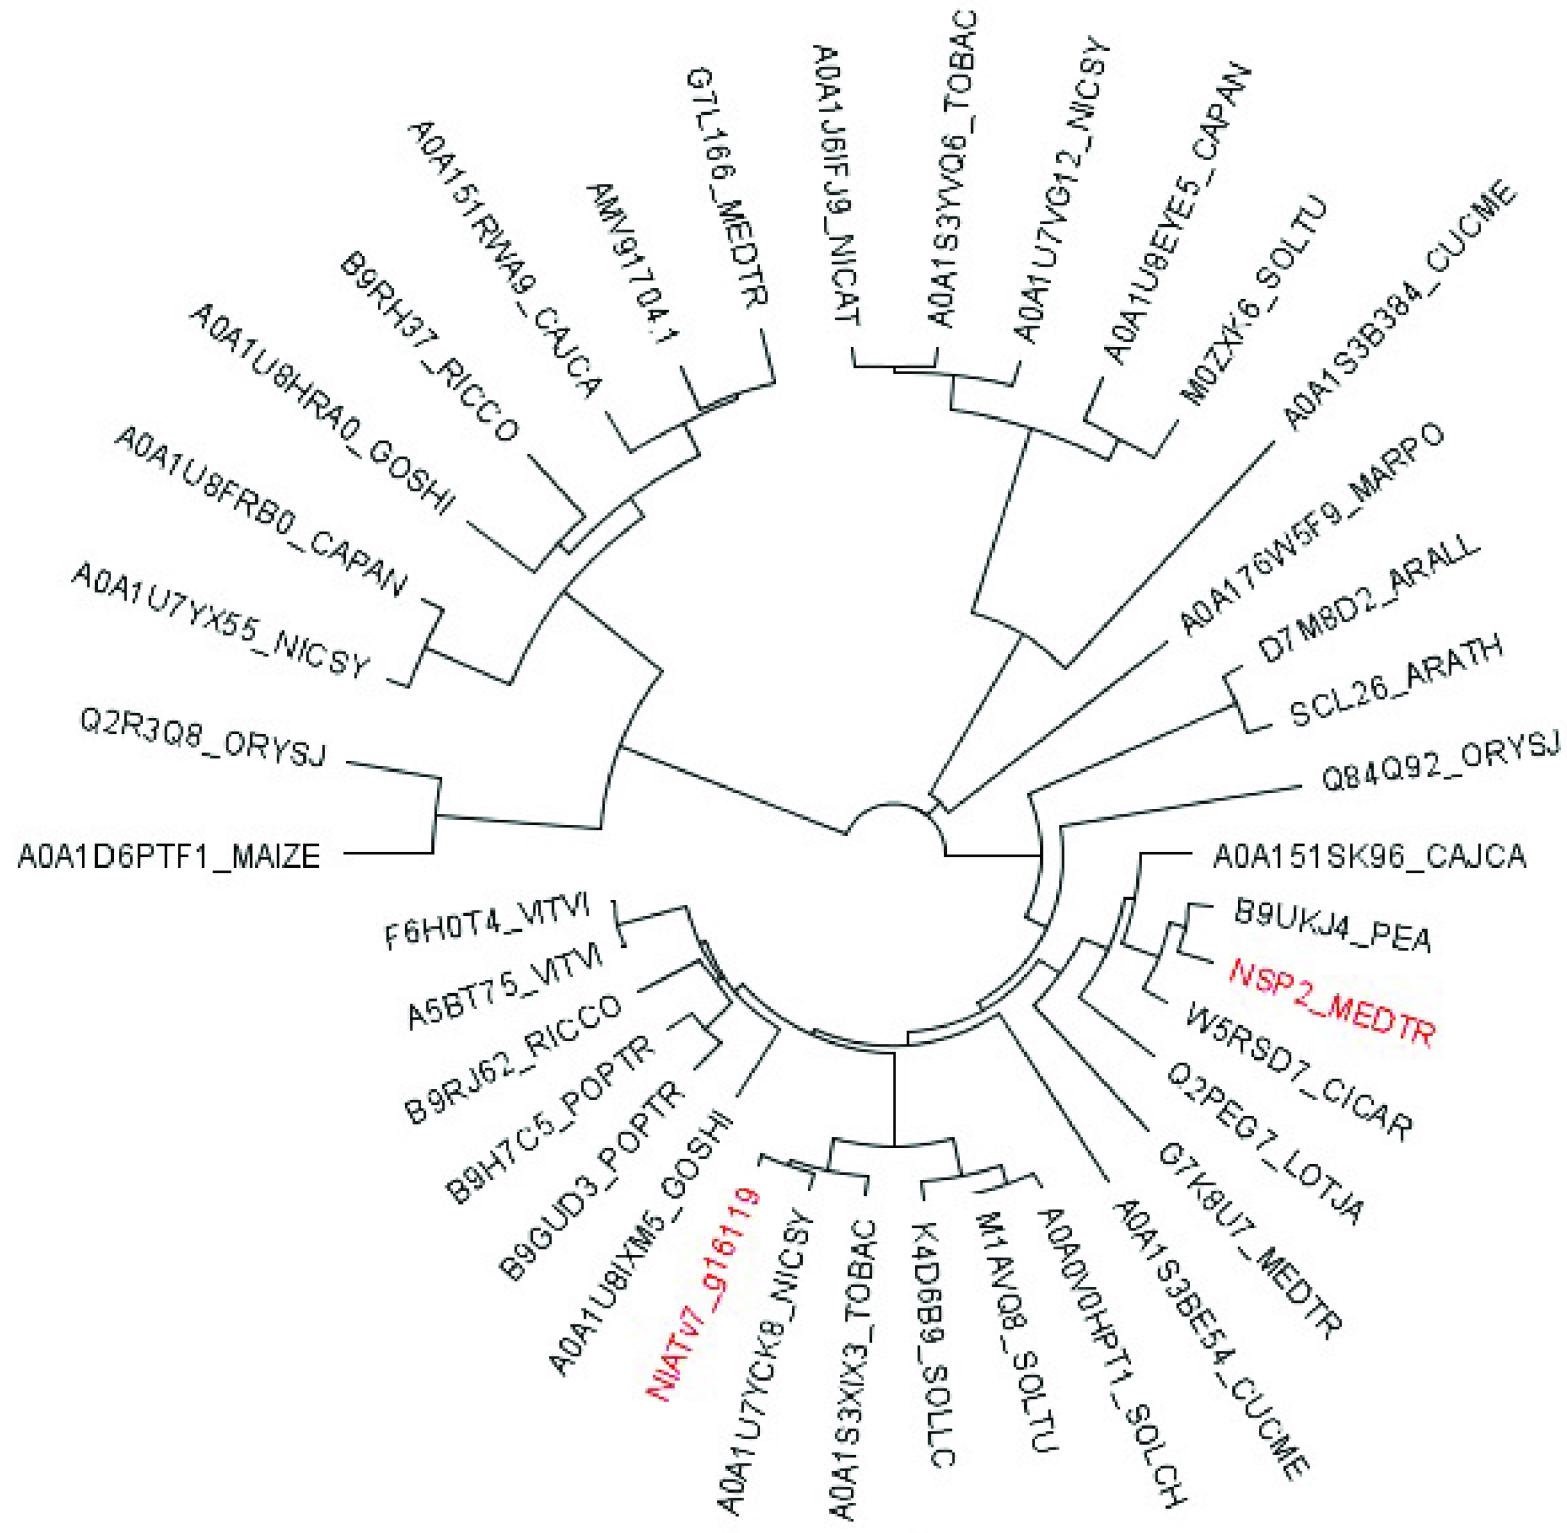 A0A1J6IFJ9_NICAT
A0A1S3YVQ6_TOBAC
A0A1U7VG12_NICSY
A0A1U8EYE5_CAPAN
M0ZXK6_SOLTU
A0A1S3B384_CUCME
A0A176W5F9_MARPO
D7M8D2_ARALL
SCL26_ARATH
Q84Q92_ORYSJ
A0A151SK96_CAJCA
B9UKJ4_PEA
NSP2_MEDTR
W5RSD7_CICAR
Q2PEG7_LOTJA
G7K8U7_MEDTR
A0A1S3BE54_CUCME
A0A0V0HPT1_SOLCH
M1AVQ8_SOLTU
K4D6B9_SOLLC
A0A1S3XIX3_TOBAC
A0A1U7YCK8_NICSY
NIATv7_g16119
A0A1U8IXM5_GOSHI
B9GUD3_POPTR
B9H7C5_POPTR
B9RJ62_RICCO
A5BT75_VITVI
F6H0T4_VITVI
A0A1D6PTF1_MAIZE
Q2R3Q8_ORYSJ
A0A1U7YX55_NICSY
A0A1U8FRB0_CAPAN
A0A1U8HRA0_GOSHI
B9RH37_RICCO
A0A151RWA9_CAJCA
AMV91704.1
G7L166_MEDTR